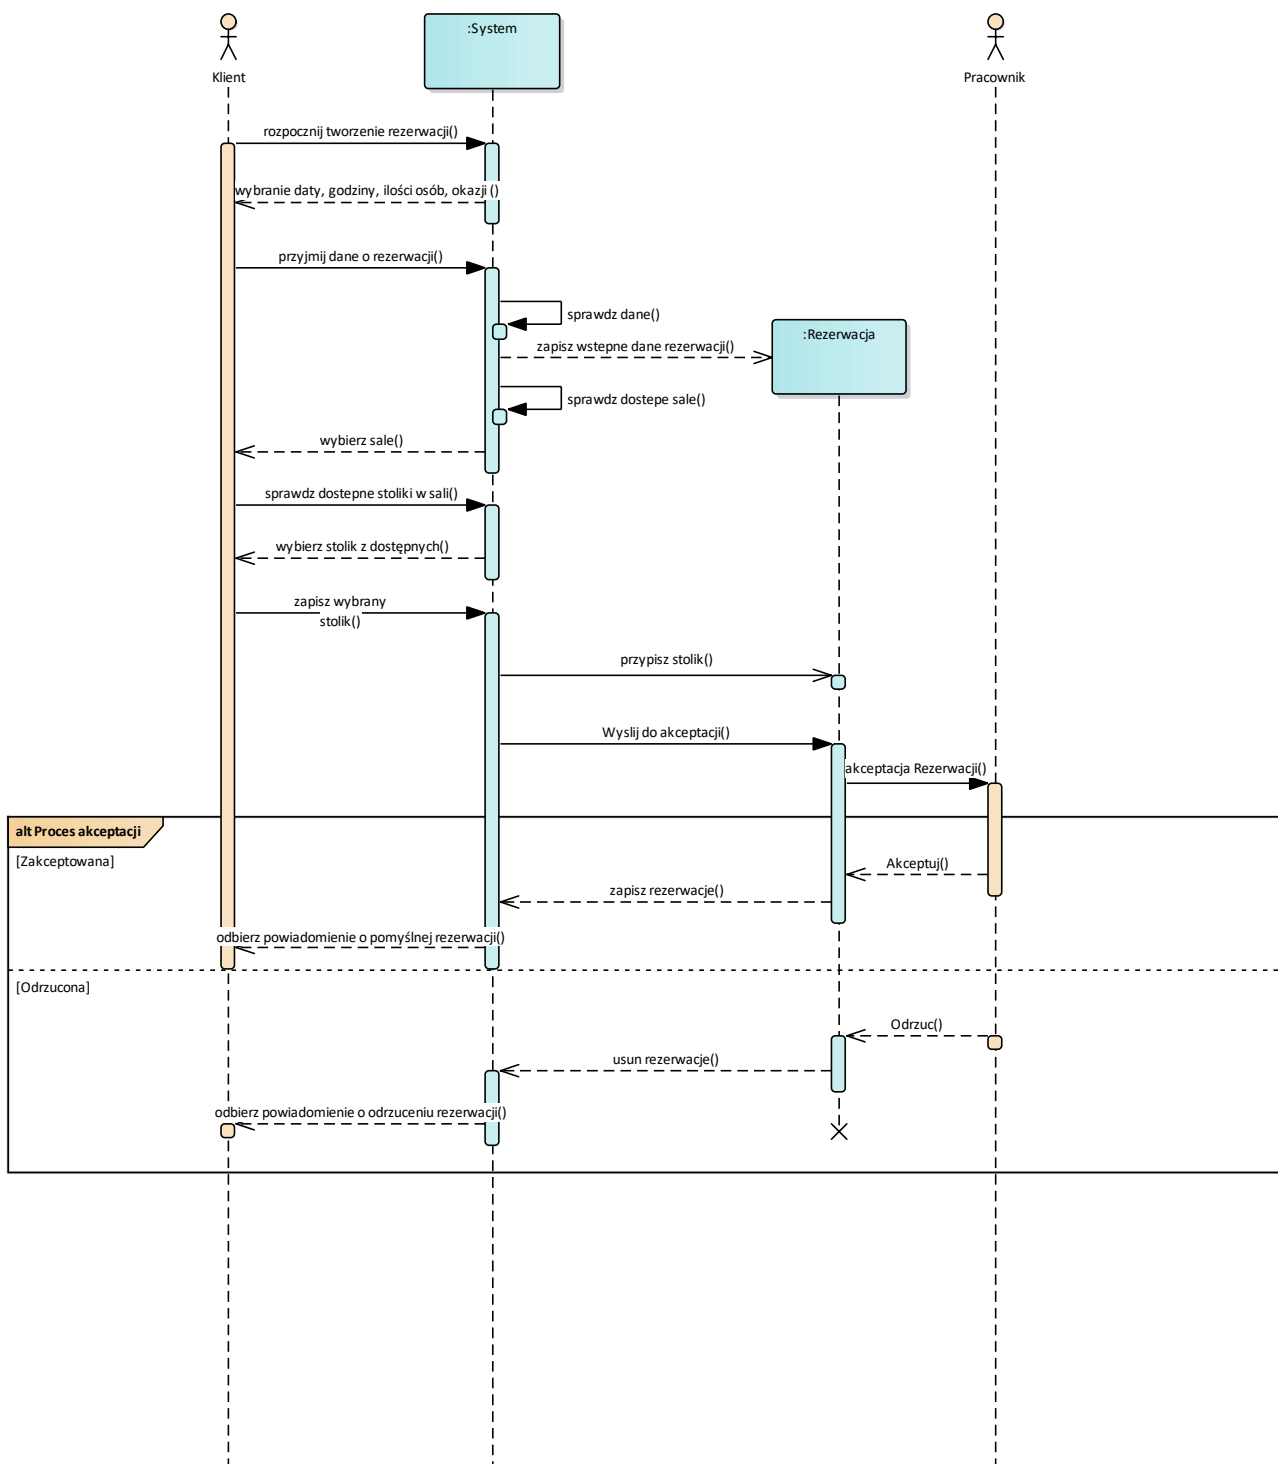 Klient
:System
Pracownik
rozpocznij tworzenie rezerwacji()
wybranie daty, godziny, ilości osób, okazji ()
przyjmij dane o rezerwacji()
sprawdz dane()
:Rezerwacja
zapisz wstepne dane rezerwacji()
sprawdz dostepe sale()
wybierz sale()
sprawdz dostepne stoliki w sali()
wybierz stolik z dostępnych()
zapisz wybrany
stolik()
przypisz stolik()
Wyslij do akceptacji()
akceptacja Rezerwacji()
alt Proces akceptacji
[Zakceptowana]
Akceptuj()
zapisz rezerwacje()
odbierz powiadomienie o pomyślnej rezerwacji()
[Odrzucona]
Odrzuc()
usun rezerwacje()
odbierz powiadomienie o odrzuceniu rezerwacji()